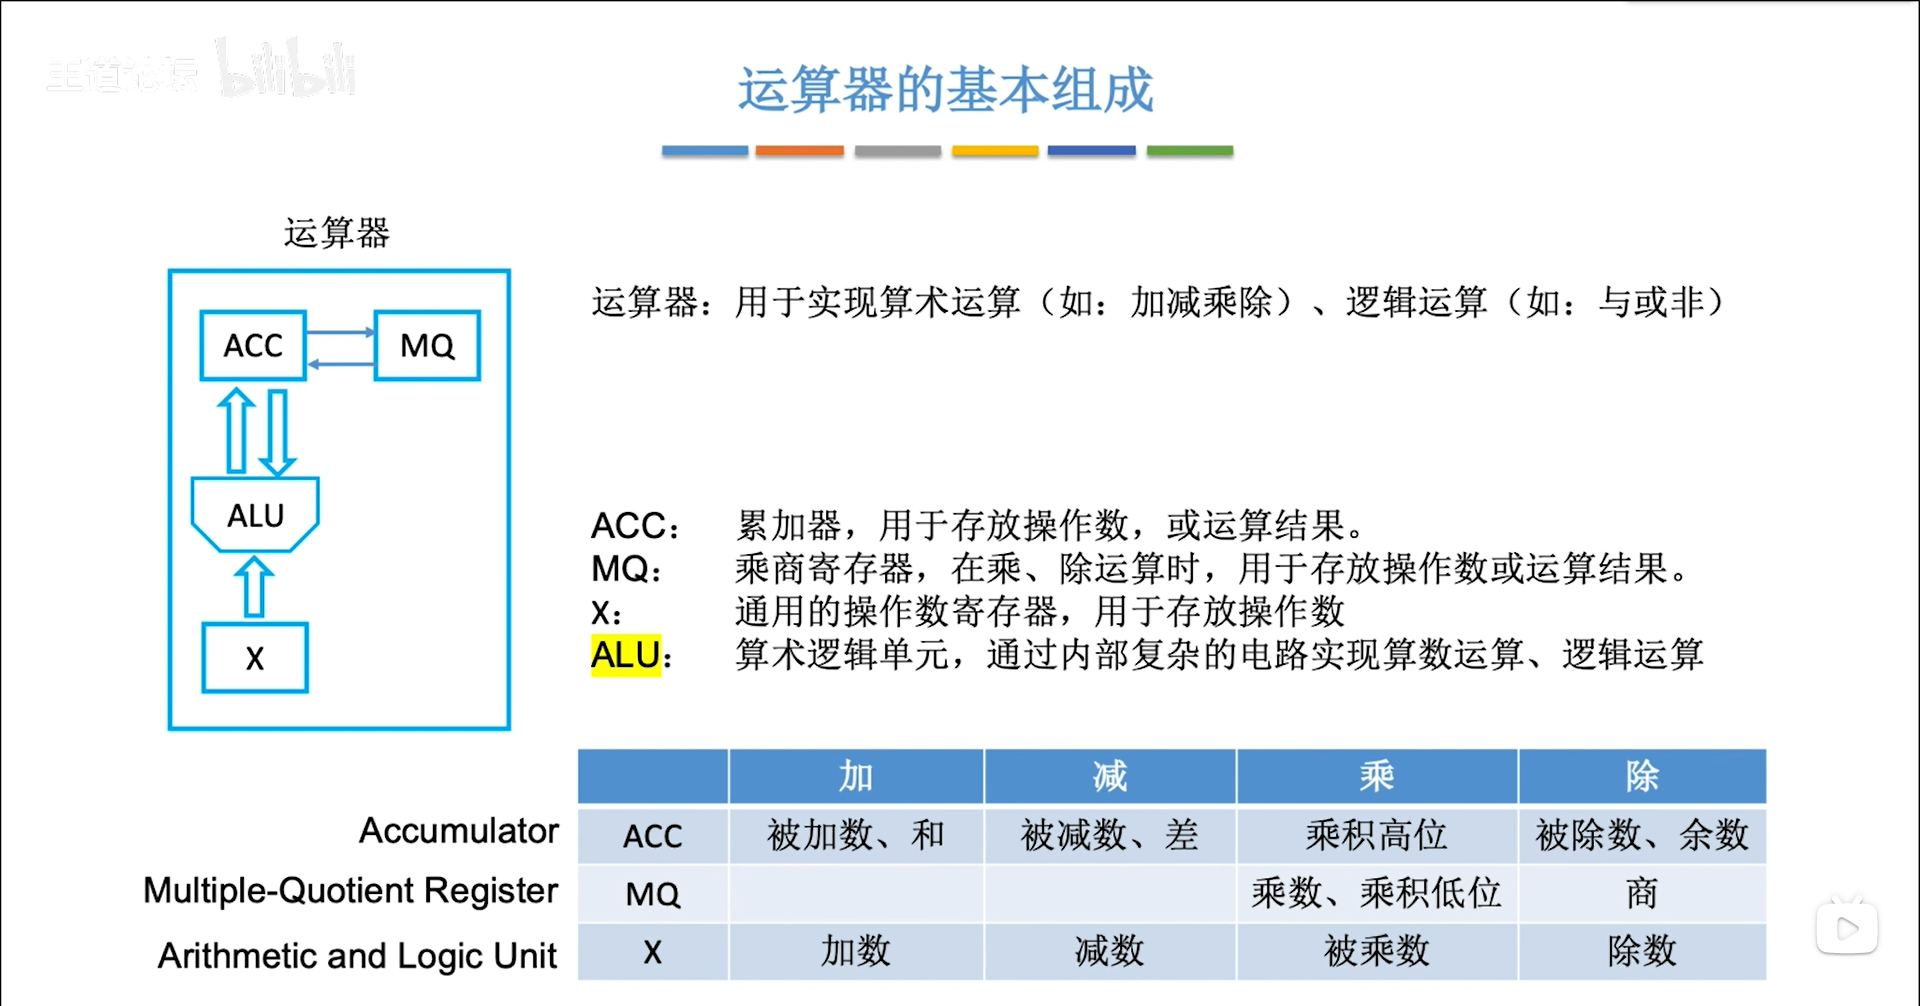 王道论坛 bilibili
运算器的基本组成
运算器
ACC
MQ
ALU
X
运算器：用于实现算术运算（如：加减乘除）、逻辑运算（如：与或非）
ACC： 累加器，用于存放操作数，或运算结果。
MQ： 乘商寄存器，在乘、除运算时，用于存放操作数或运算结果。
X： 通用的操作数寄存器，用于存放操作数
ALU： 算术逻辑单元，通过内部复杂的电路实现算数运算、逻辑运算
加 减 乘 除
Accumulator ACC 被加数、和 被减数、差 乘积高位 被除数、余数
Multiple-Quotient Register MQ 乘数、乘积低位 商
Arithmetic and Logic Unit X 加数 减数 被乘数 除数